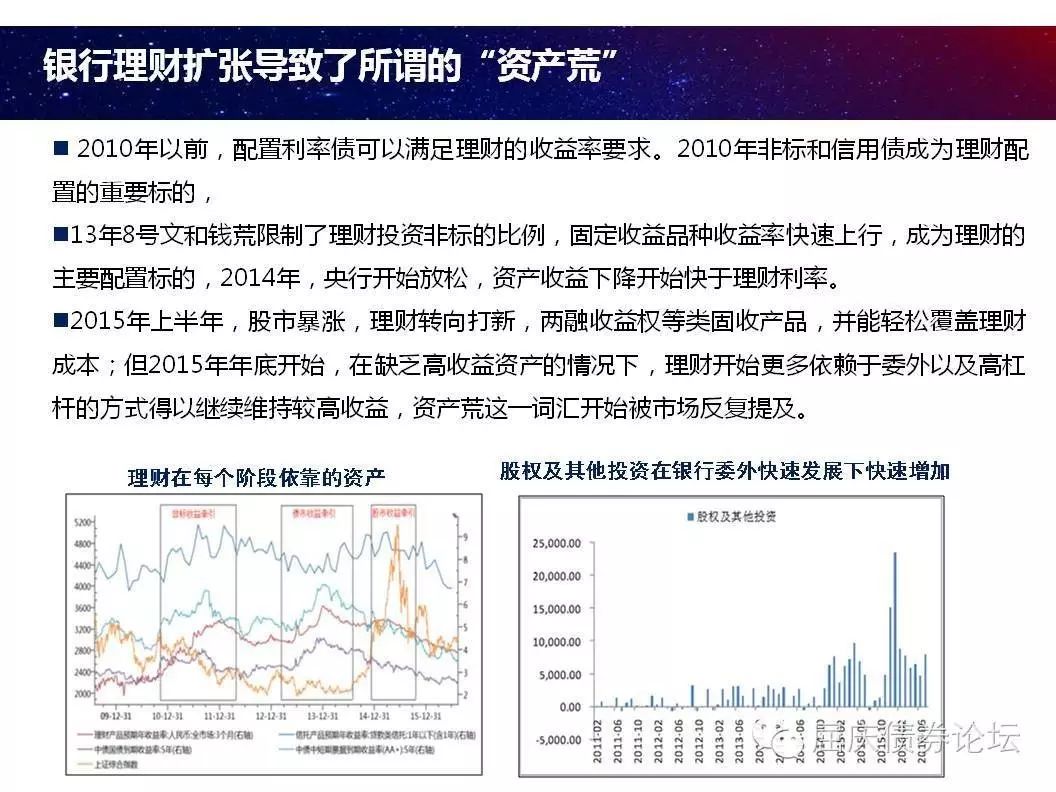 银行理财扩张导致了所谓的“资产荒”
■ 2010年以前，配置利率债可以满足理财的收益率要求。2010年非标和信用债成为理财配
置的重要标的，
■13年8号文和钱荒限制了理财投资非标的比例，固定收益品种收益率快速上行，成为理财的
主要配置标的，2014年，央行开始放松，资产收益下降开始快于理财利率。
■2015年上半年，股市暴涨，理财转向打新，两融收益权等类固收产品，并能轻松覆盖理财
成本；但2015年年底开始，在缺乏高收益资产的情况下，理财开始更多依赖于委外以及高杠
杆的方式得以继续维持较高收益，资产荒这一词汇开始被市场反复提及。
理财在每个阶段依靠的资产
非标收益牵引 债市收益牵引 股市收益牵引
5200
4800
4400
4000
3600
3200
2800
2400
2000
9
8
7
6
5
4
3
2
09-12-31 10-12-31 11-12-31 12-12-31 13-12-31 14-12-31 15-12-31
理财产品预期年收益率:人民币:全市场:3个月(右轴) 信托产品预期年收益率:贷款类信托:1年以下(含1年)(右轴)
中债国债到期收益率:5年(右轴) 中债中短期票据到期收益率(AA+):5年(右轴)
上证综合指数
股权及其他投资在银行委外快速发展下快速增加
■股权及其他投资
25,000.00
20,000.00
15,000.00
10,000.00
5,000.00
0.00
-5,000.00
2011-02 2011-06 2011-10 2012-02 2012-06 2012-10 2013-02 2013-06 2013-10
屈庆债券论坛